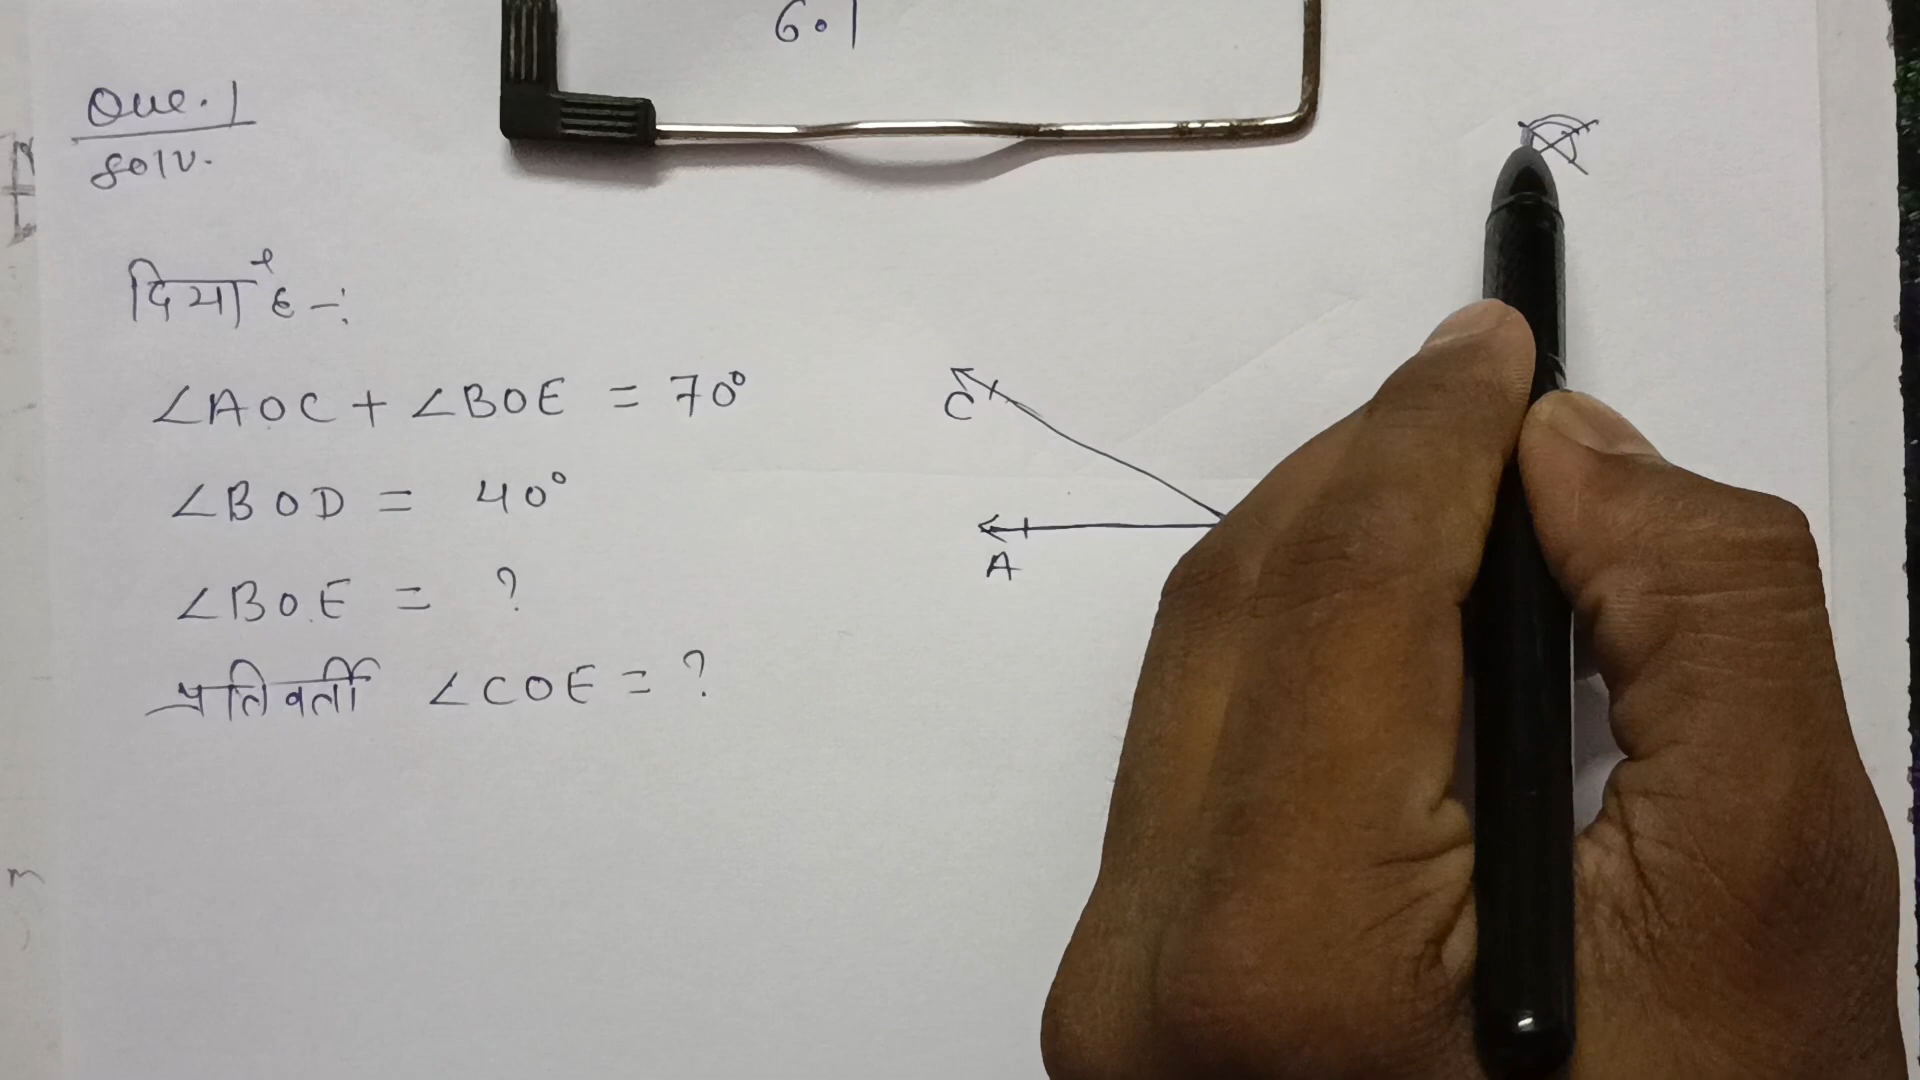 6.1
Que. 1
Solv.
दिया है -:
∠AOC + ∠BOE = 70°
∠BOD = 40°
∠BOE = ?
प्रतिवर्ती ∠COE = ?
C
A